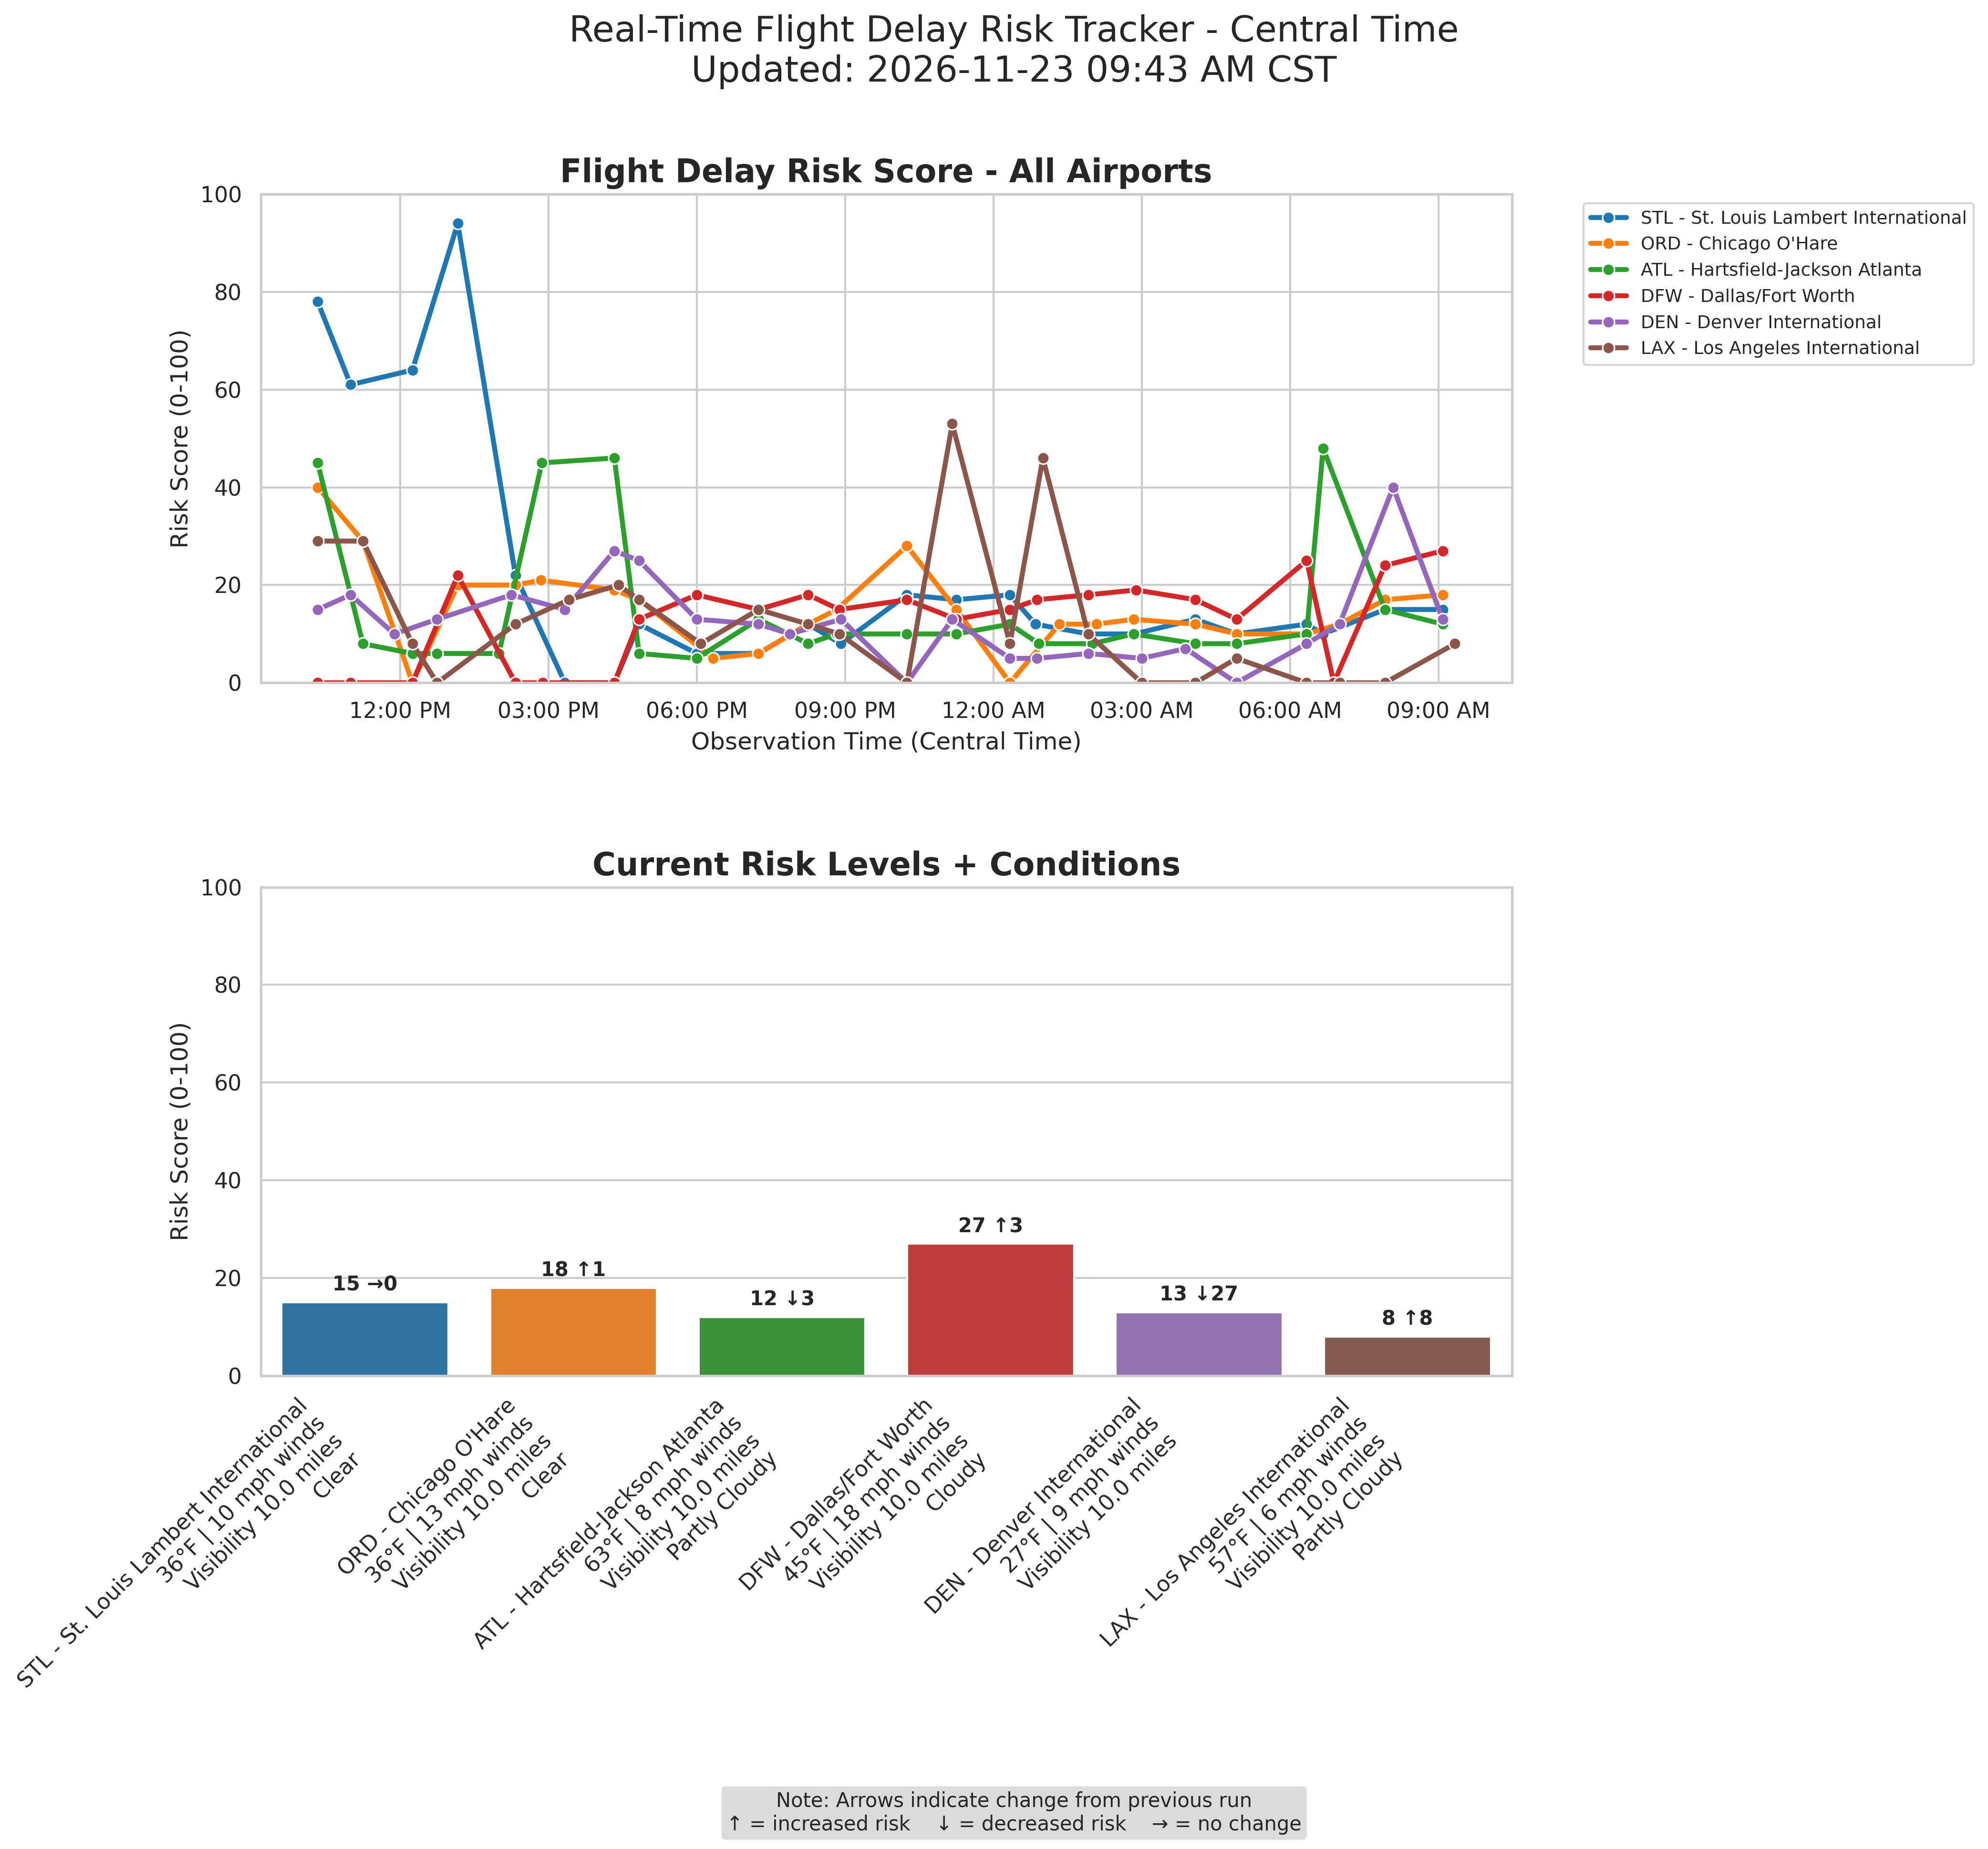 Real-Time Flight Delay Risk Tracker - Central Time
Updated: 2026-11-23 09:43 AM CST
Flight Delay Risk Score - All Airports
100
80
60
40
20
0
Risk Score (0-100)
12:00 PM
03:00 PM
06:00 PM
09:00 PM
12:00 AM
03:00 AM
06:00 AM
09:00 AM
Observation Time (Central Time)
STL - St. Louis Lambert International
ORD - Chicago O'Hare
ATL - Hartsfield-Jackson Atlanta
DFW - Dallas/Fort Worth
DEN - Denver International
LAX - Los Angeles International
Current Risk Levels + Conditions
100
80
60
40
20
0
Risk Score (0-100)
15 →0
18 ↑1
12 ↓3
27 ↑3
13 ↓27
8 ↑8
STL - St. Louis Lambert International
36°F | 10 mph winds
Visibility 10.0 miles
Clear
ORD - Chicago O'Hare
36°F | 13 mph winds
Visibility 10.0 miles
Clear
ATL - Hartsfield-Jackson Atlanta
63°F | 8 mph winds
Visibility 10.0 miles
Partly Cloudy
DFW - Dallas/Fort Worth
45°F | 18 mph winds
Visibility 10.0 miles
Cloudy
DEN - Denver International
27°F | 9 mph winds
Visibility 10.0 miles
LAX - Los Angeles International
57°F | 6 mph winds
Visibility 10.0 miles
Partly Cloudy
Note: Arrows indicate change from previous run
↑ = increased risk ↓ = decreased risk → = no change